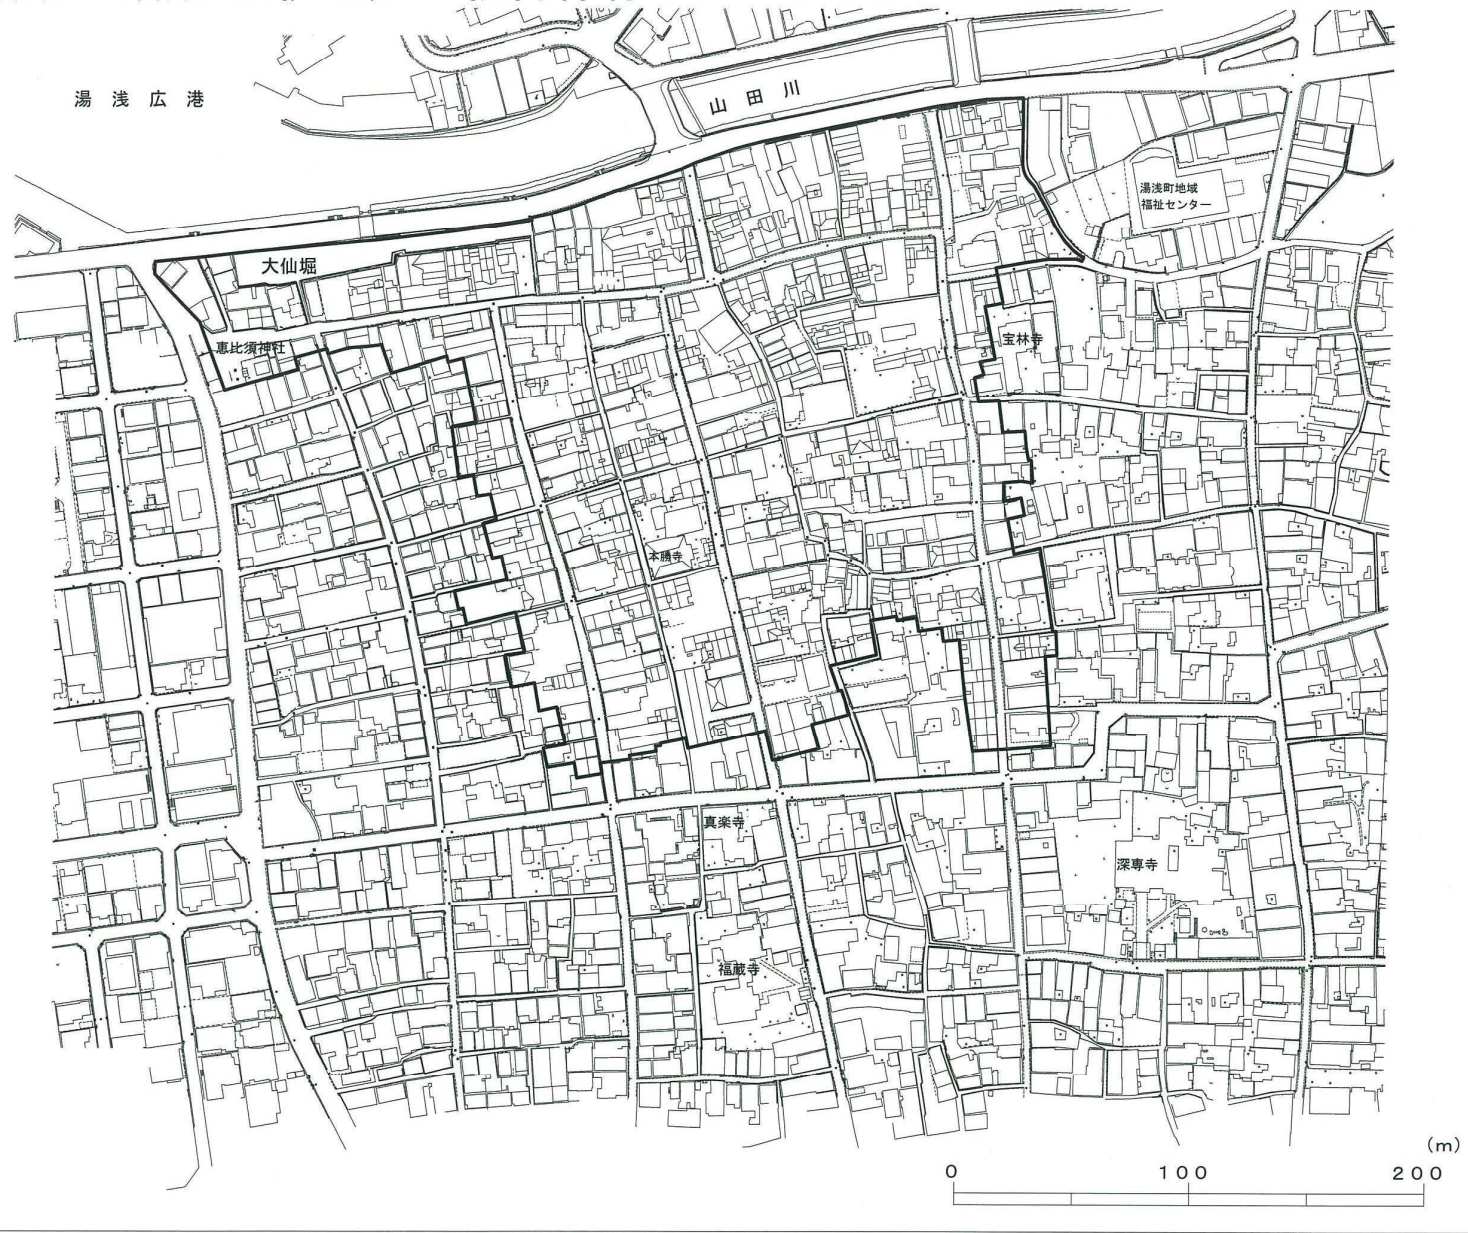 湯浅広港
山田川
湯浅町地域
福祉センター
大仙堀
恵比須神社
宝林寺
本勝寺
真楽寺
深専寺
福蔵寺
(m)
0 100 200